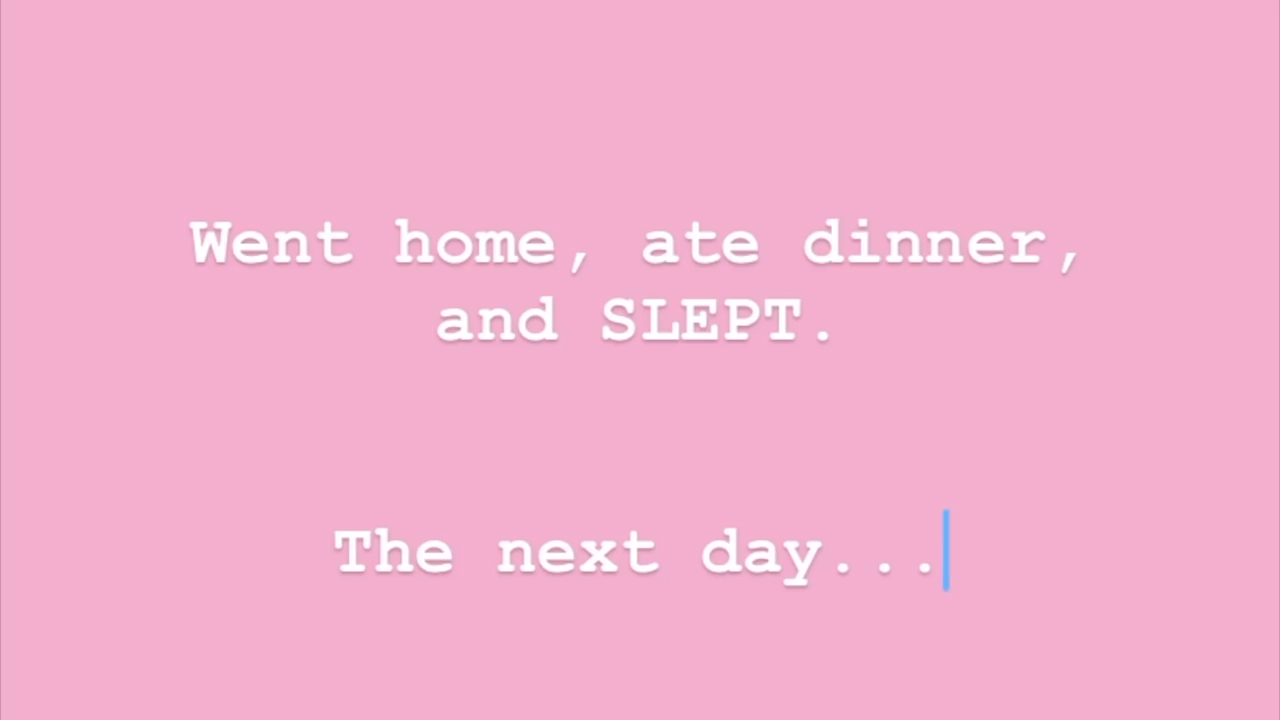 Went home, ate dinner,
and SLEPT.
The next day...